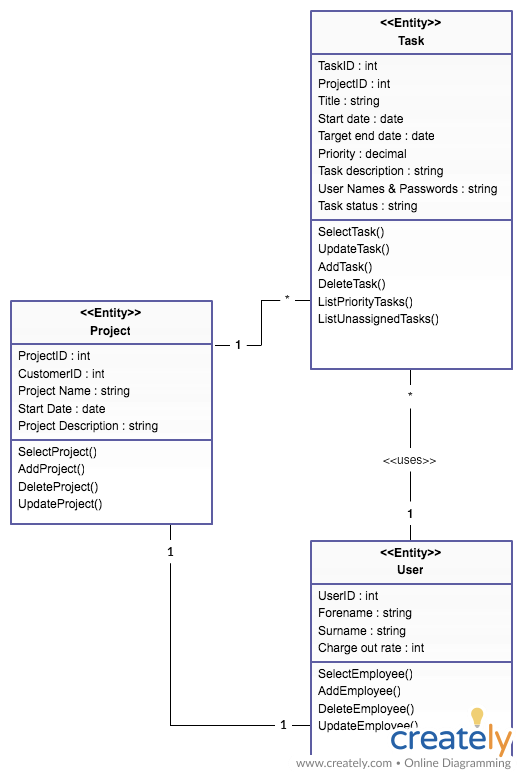 <<Entity>>
Task
TaskID : int
ProjectID : int
Title : string
Start date : date
Target end date : date
Priority : decimal
Task description : string
User Names & Passwords : string
Task status : string
SelectTask()
UpdateTask()
AddTask()
DeleteTask()
ListPriorityTasks()
ListUnassignedTasks()
*
1
<<Entity>>
Project
ProjectID : int
CustomerID : int
Project Name : string
Start Date : date
Project Description : string
SelectProject()
AddProject()
DeleteProject()
UpdateProject()
*
<<uses>>
1
1
<<Entity>>
User
UserID : int
Forename : string
Surname : string
Charge out rate : int
SelectEmployee()
AddEmployee()
DeleteEmployee()
UpdateEmployee()
1
creately
www.creately.com • Online Diagramming